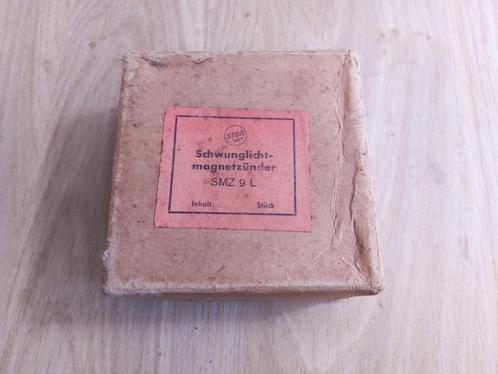 Schwunglicht-
magnetzünder
SMZ 9 L
Inhalt: Stück